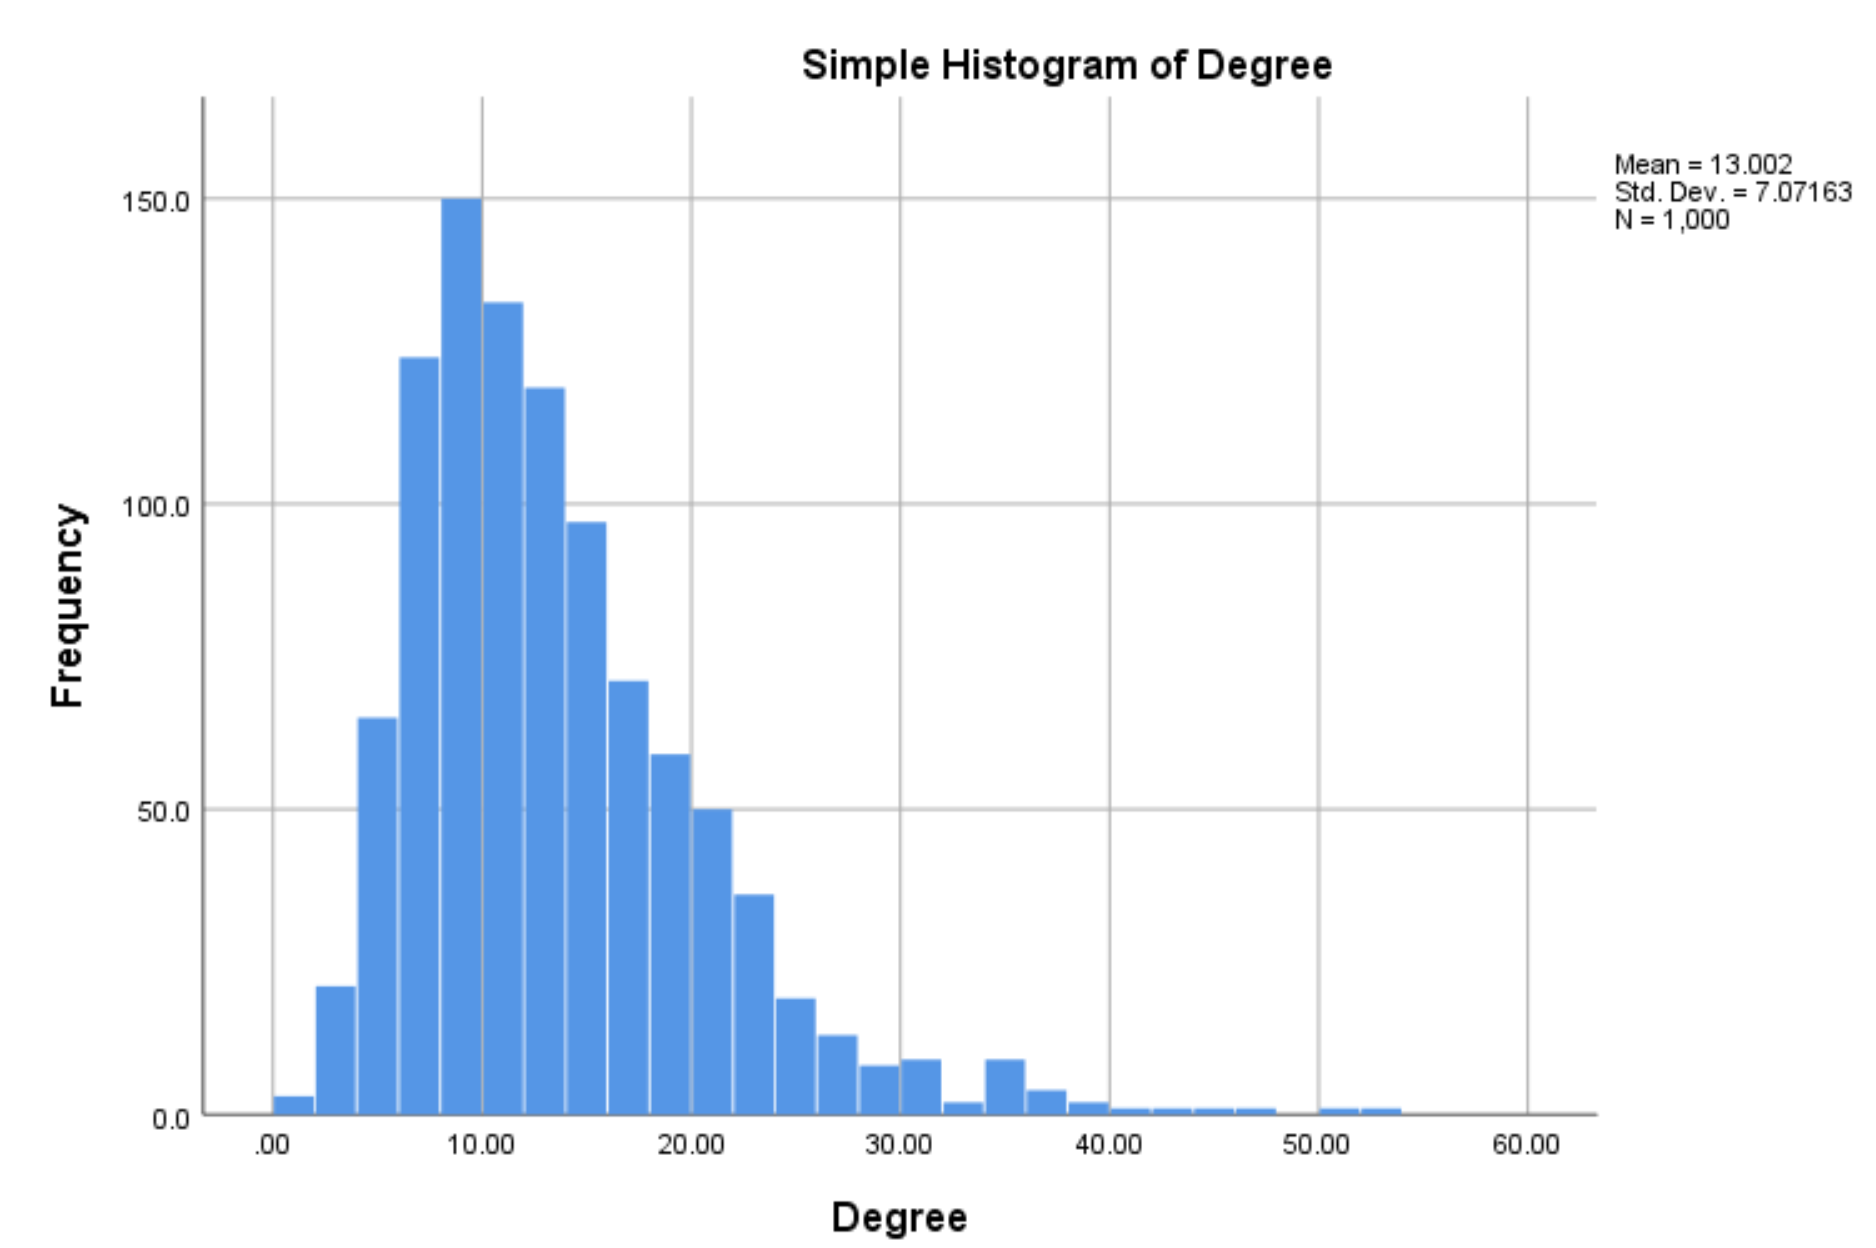 Simple Histogram of Degree
Mean = 13.002
Std. Dev. = 7.07163
N = 1,000
Frequency
150.0
100.0
50.0
0.0
.00 10.00 20.00 30.00 40.00 50.00 60.00
Degree